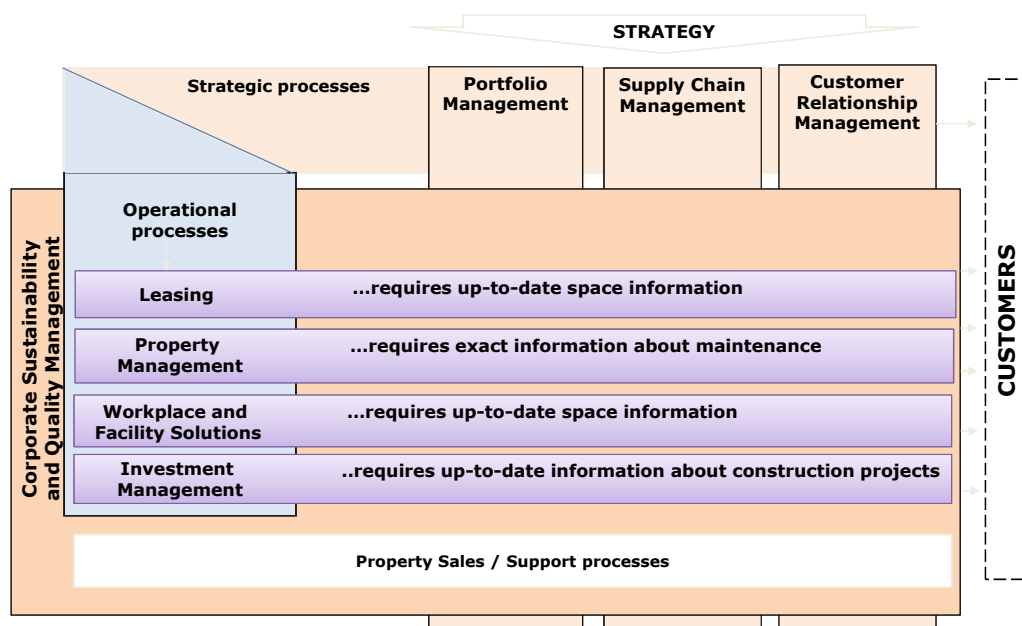 STRATEGY
Strategic processes
Portfolio
Management
Supply Chain
Management
Customer
Relationship
Management
Operational
processes
Leasing
...requires up-to-date space information
Property
Management
...requires exact information about maintenance
Workplace and
Facility Solutions
...requires up-to-date space information
Investment
Management
..requires up-to-date information about construction projects
Property Sales / Support processes
Corporate Sustainability
and Quality Management
CUSTOMERS